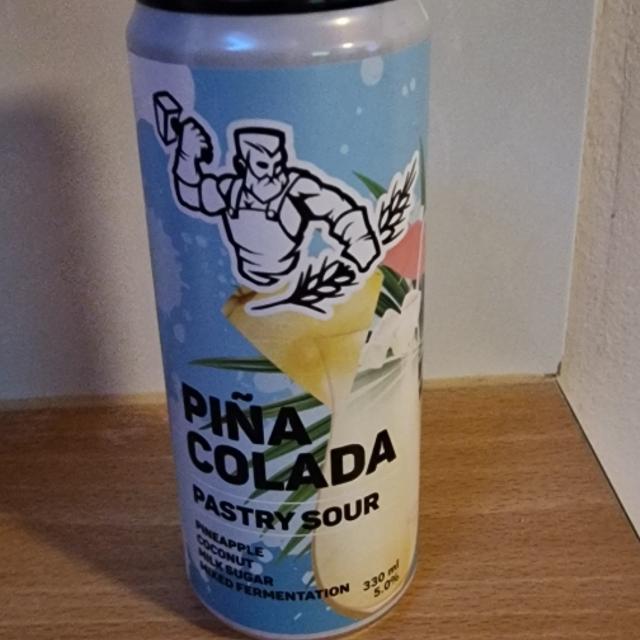 PIÑA
COLADA
PASTRY SOUR
PINEAPPLE
COCONUT
MILK SUGAR
MIXED FERMENTATION
330 ml
5.0%